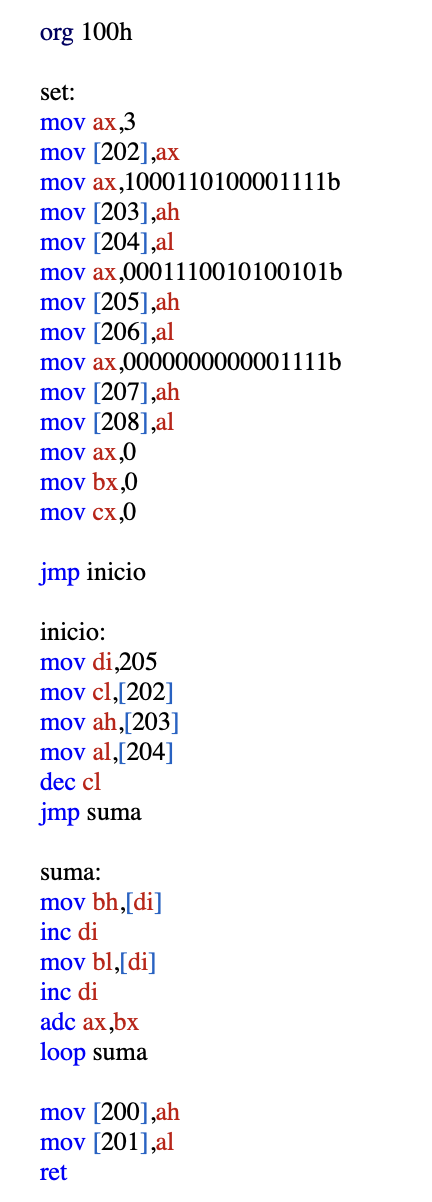 org 100h
set:
mov ax,3
mov [202],ax
mov ax,1000110100001111b
mov [203],ah
mov [204],al
mov ax,0001110010100101b
mov [205],ah
mov [206],al
mov ax,0000000000001111b
mov [207],ah
mov [208],al
mov ax,0
mov bx,0
mov cx,0
jmp inicio
inicio:
mov di,205
mov cl,[202]
mov ah,[203]
mov al,[204]
dec cl
jmp suma
suma:
mov bh,[di]
inc di
mov bl,[di]
inc di
adc ax,bx
loop suma
mov [200],ah
mov [201],al
ret